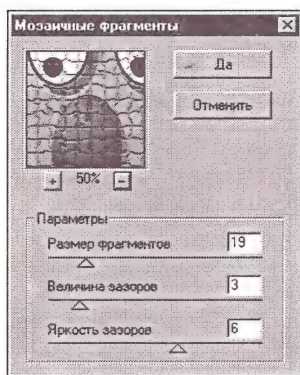 Мозаичные фрагменты
Да
Отменить
+ 50% -
Параметры
Размер фрагментов 19
Величина зазоров 3
Яркость зазоров 6